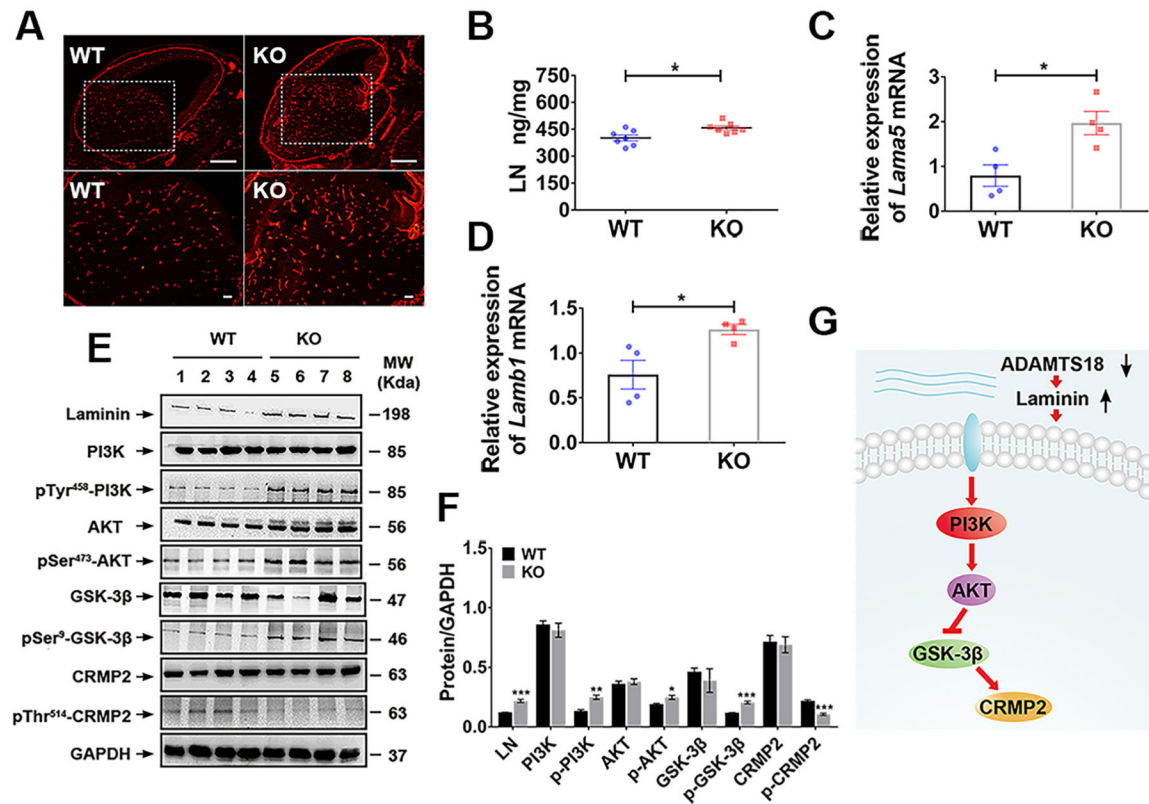 A
WT
KO
WT
KO
B
LN ng/mg
750
600
450
300
150
0
*
WT
KO
C
Relative expression
of Lama5 mRNA
3
2
1
0
*
WT
KO
D
Relative expression
of Lamb1 mRNA
1.5
1.0
0.5
0.0
*
WT
KO
E
WT
KO
MW
(Kda)
1 2 3 4 5 6 7 8
Laminin
198
PI3K
85
pTyr⁴⁵⁸-PI3K
85
AKT
56
pSer⁴⁷³-AKT
56
GSK-3β
47
pSer⁹-GSK-3β
46
CRMP2
63
pThr⁵¹⁴-CRMP2
63
GAPDH
37
F
Protein/GAPDH
1.5
1.0
0.5
0.0
WT
KO
***
**
*
***
***
LN
PI3K
p-PI3K
AKT
p-AKT
GSK-3β
p-GSK-3β
CRMP2
p-CRMP2
G
ADAMTS18
Laminin
PI3K
AKT
GSK-3β
CRMP2